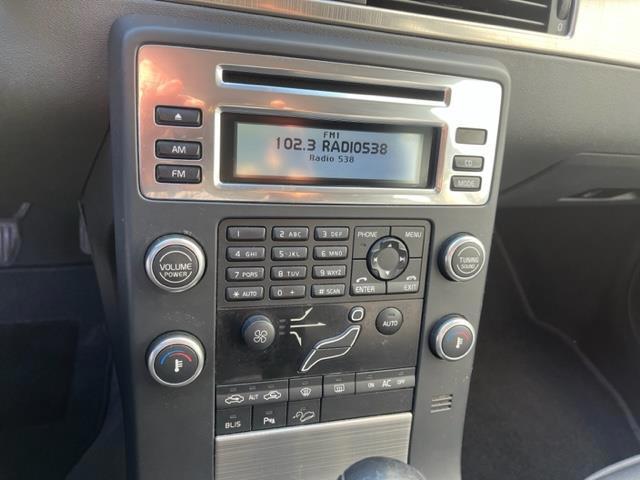 FM1
102.3 RADIO538
Radio 538
AM
FM
CD
MODE
VOLUME
POWER
1
2 ABC
3 DEF
PHONE
MENU
4 GHI
5 JKL
6 MNO
7 PQRS
8 TUV
9 WXYZ
* AUTO
0 +
# SCAN
ENTER
EXIT
TUNING
SOUND
AUTO
AUT
ON AC OFF
BLIS
0